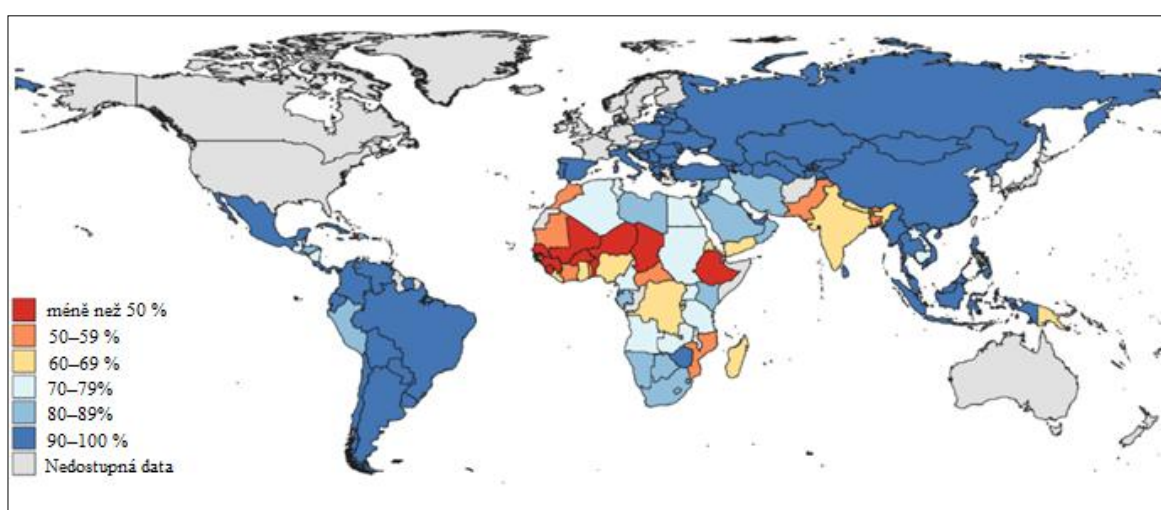 méně než 50 %
50–59 %
60–69 %
70–79%
80–89%
90–100 %
Nedostupná data